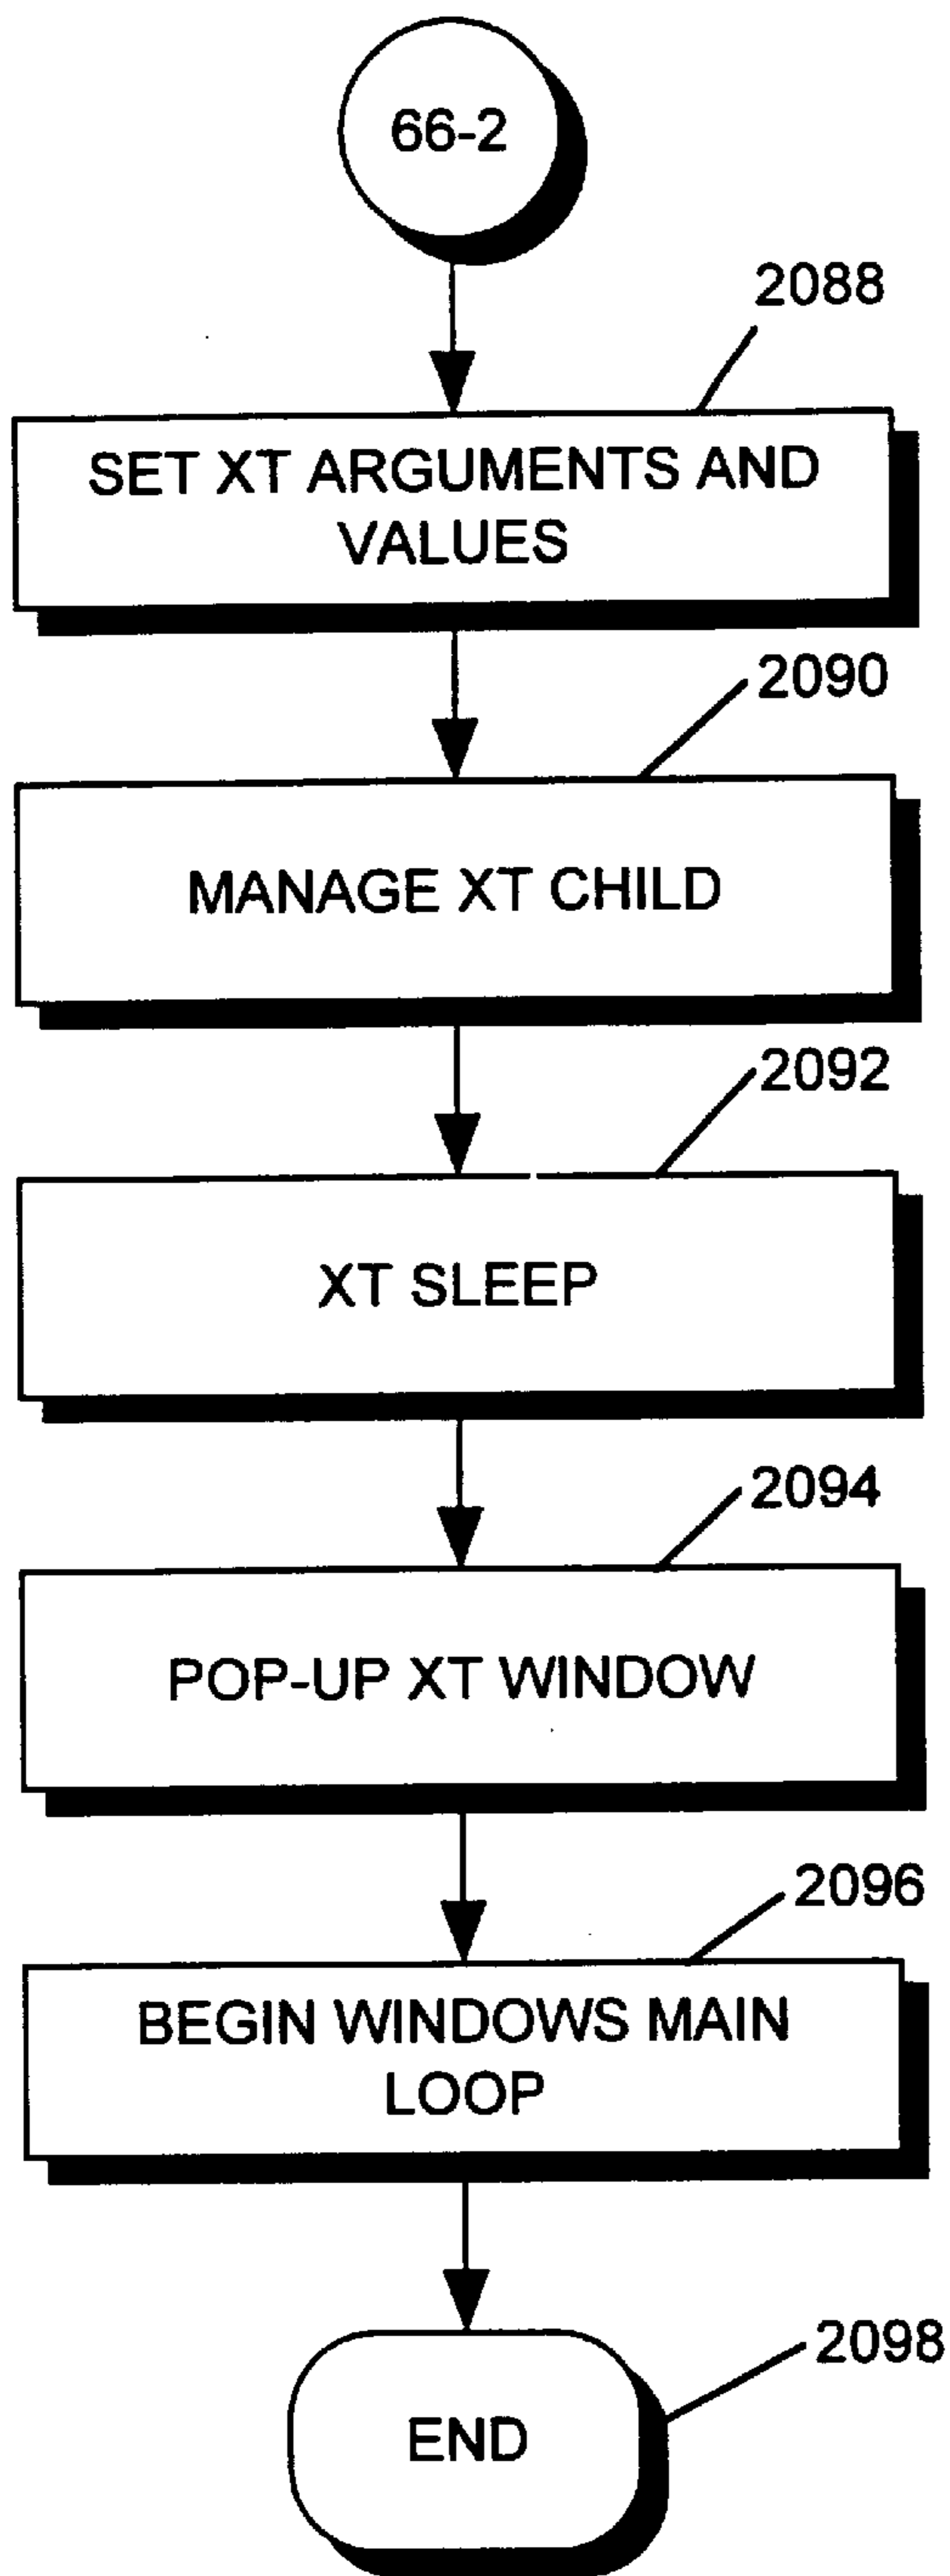 66-2
2088
SET XT ARGUMENTS AND
VALUES
2090
MANAGE XT CHILD
2092
XT SLEEP
2094
POP-UP XT WINDOW
2096
BEGIN WINDOWS MAIN
LOOP
2098
END